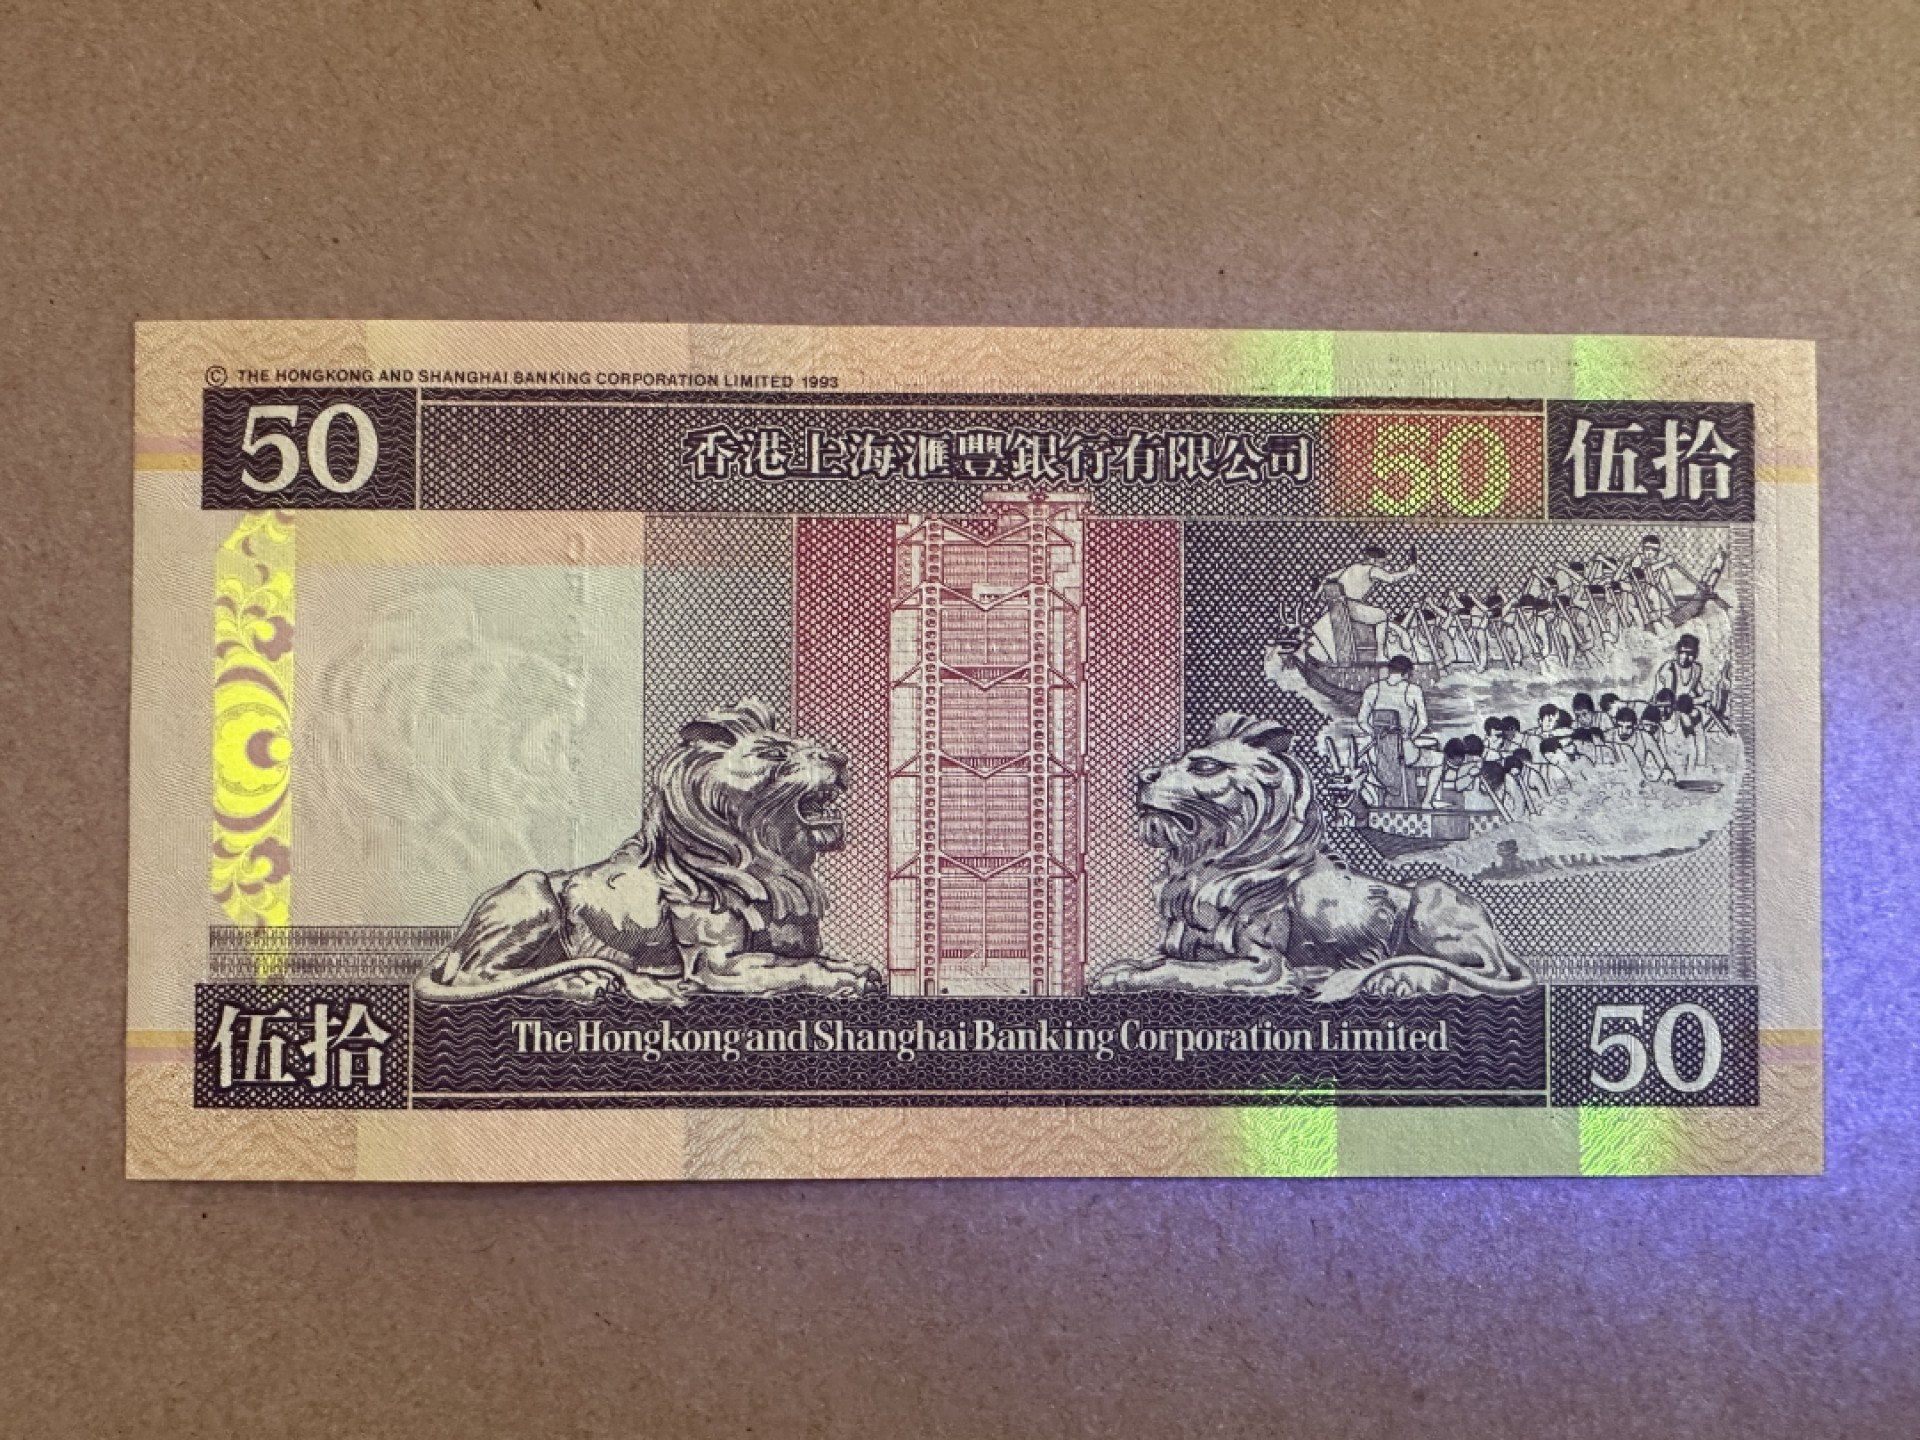 © THE HONGKONG AND SHANGHAI BANKING CORPORATION LIMITED 1993
50
香港上海滙豐銀行有限公司
50
伍拾
伍拾
The Hongkong and Shanghai Banking Corporation Limited
50